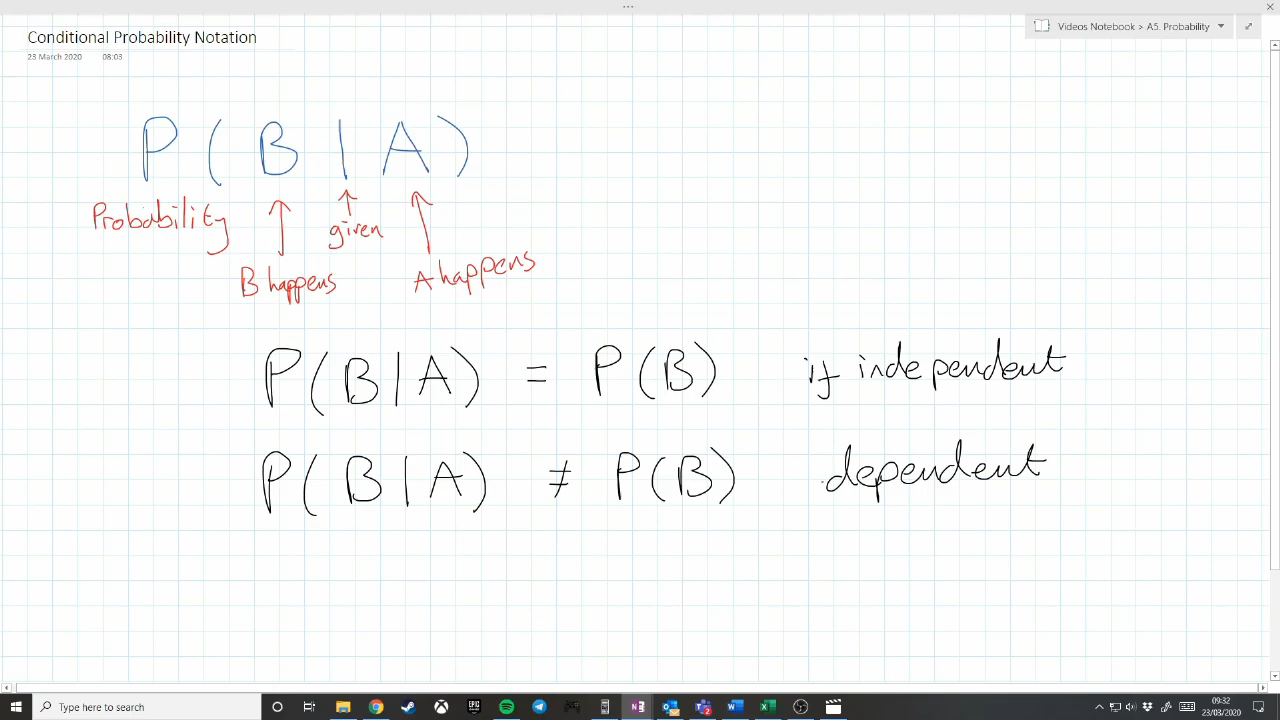 Conditional Probability Notation
Videos Notebook > A5. Probability
23 March 2020 08:03
P(B|A)
Probability
given
B happens
A happens
P(B|A) = P(B) if independent
P(B|A) ≠ P(B) dependent
Type here to search
09:32
23/03/2020